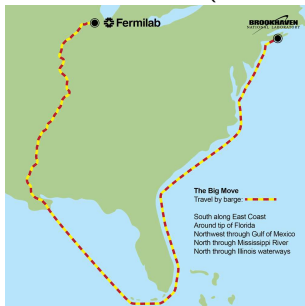 Fermilab
BROOKHAVEN
NATIONAL LABORATORY
The Big Move
Travel by barge:
South along East Coast
Around tip of Florida
Northwest through Gulf of Mexico
North through Mississippi River
North through Illinois waterways